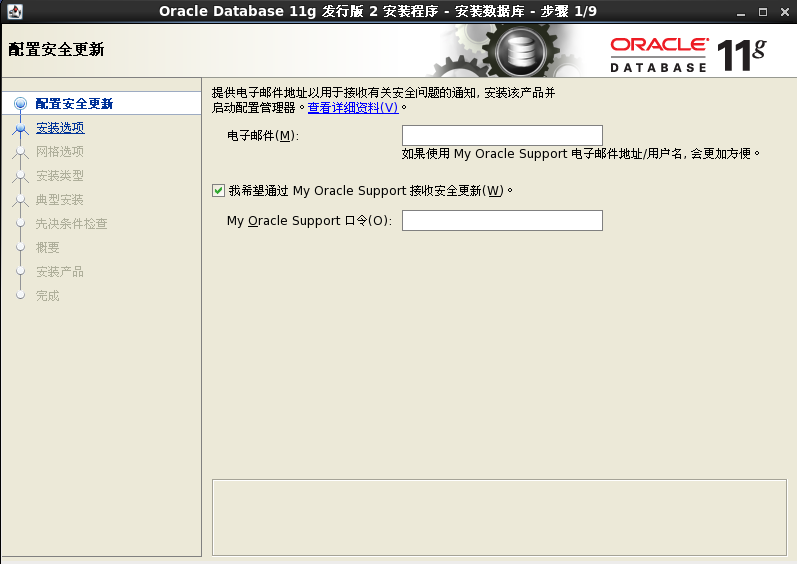 Oracle Database 11g 发行版 2 安装程序 - 安装数据库 - 步骤 1/9
配置安全更新
ORACLE
DATABASE 11g
配置安全更新
安装选项
网格选项
安装类型
典型安装
先决条件检查
概要
安装产品
完成
提供电子邮件地址以用于接收有关安全问题的通知, 安装该产品并
启动配置管理器。查看详细资料(V)。
电子邮件(M):
如果使用 My Oracle Support 电子邮件地址/用户名, 会更加方便。
我希望通过 My Oracle Support 接收安全更新(W)。
My Oracle Support 口令(O):